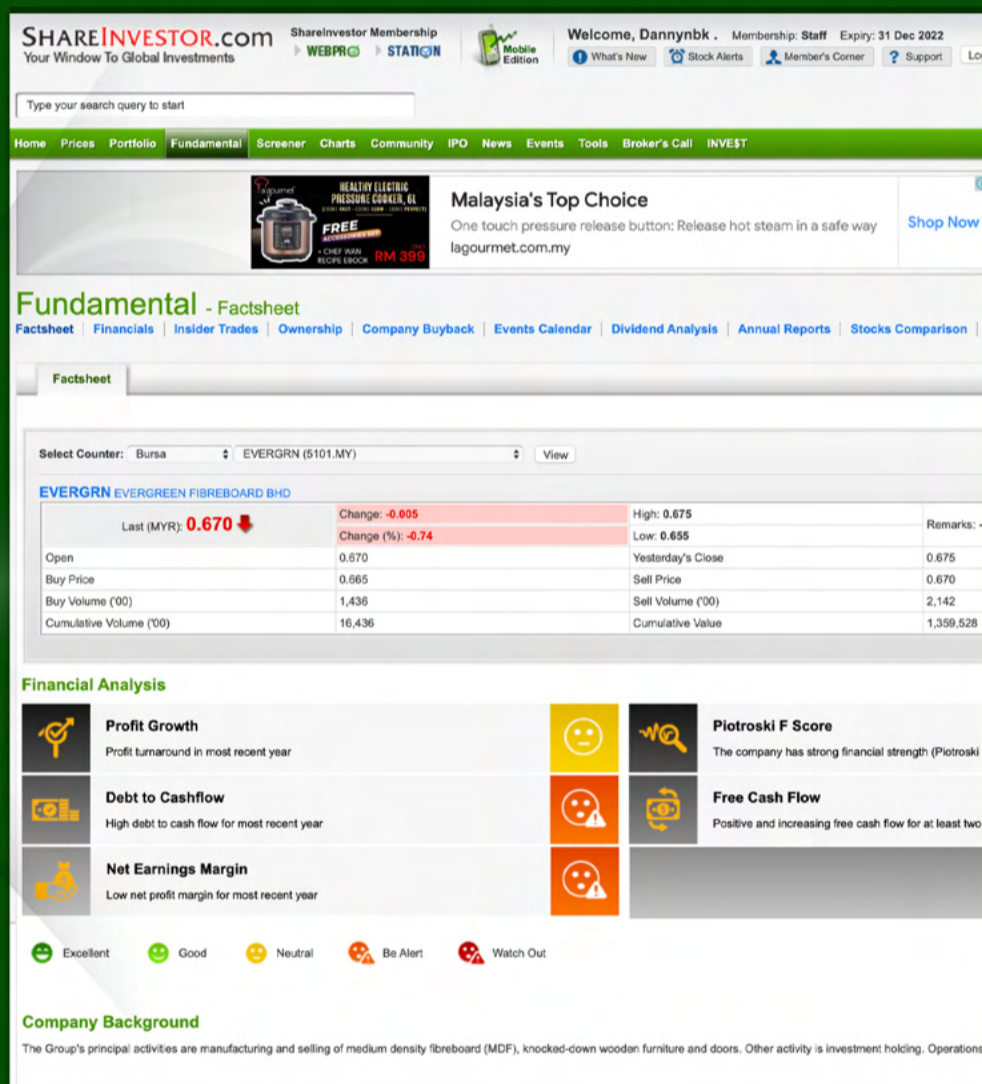 SHAREINVESTOR.com
Your Window To Global Investments
ShareInvestor Membership
WEBPRO STATION
Mobile Edition
Welcome, Dannynbk . Membership: Staff Expiry: 31 Dec 2022
What's New Stock Alerts Member's Corner Support
Type your search query to start
Home Prices Portfolio Fundamental Screener Charts Community IPO News Events Tools Broker's Call INVE$T
lagourmet
HEALTHY ELECTRIC
PRESSURE COOKER, 6L
FREE
ACCESSORIES SET
+ CHEF WAN
RECIPE EBOOK
ONLY
RM 399
Malaysia's Top Choice
One touch pressure release button: Release hot steam in a safe way
lagourmet.com.my
Shop Now
Fundamental - Factsheet
Factsheet Financials Insider Trades Ownership Company Buyback Events Calendar Dividend Analysis Annual Reports Stocks Comparison
Factsheet
Select Counter: Bursa EVERGRN (5101.MY) View
EVERGRN EVERGREEN FIBREBOARD BHD
Last (MYR): 0.670 Change: -0.005 High: 0.675 Remarks: -
Change (%): -0.74 Low: 0.655
Open 0.670 Yesterday's Close 0.675
Buy Price 0.665 Sell Price 0.670
Buy Volume ('00) 1,436 Sell Volume ('00) 2,142
Cumulative Volume ('00) 16,436 Cumulative Value 1,359,528
Financial Analysis
Profit Growth
Profit turnaround in most recent year
Piotroski F Score
The company has strong financial strength (Piotroski
Debt to Cashflow
High debt to cash flow for most recent year
Free Cash Flow
Positive and increasing free cash flow for at least two
Net Earnings Margin
Low net profit margin for most recent year
Excellent Good Neutral Be Alert Watch Out
Company Background
The Group's principal activities are manufacturing and selling of medium density fibreboard (MDF), knocked-down wooden furniture and doors. Other activity is investment holding. Operations